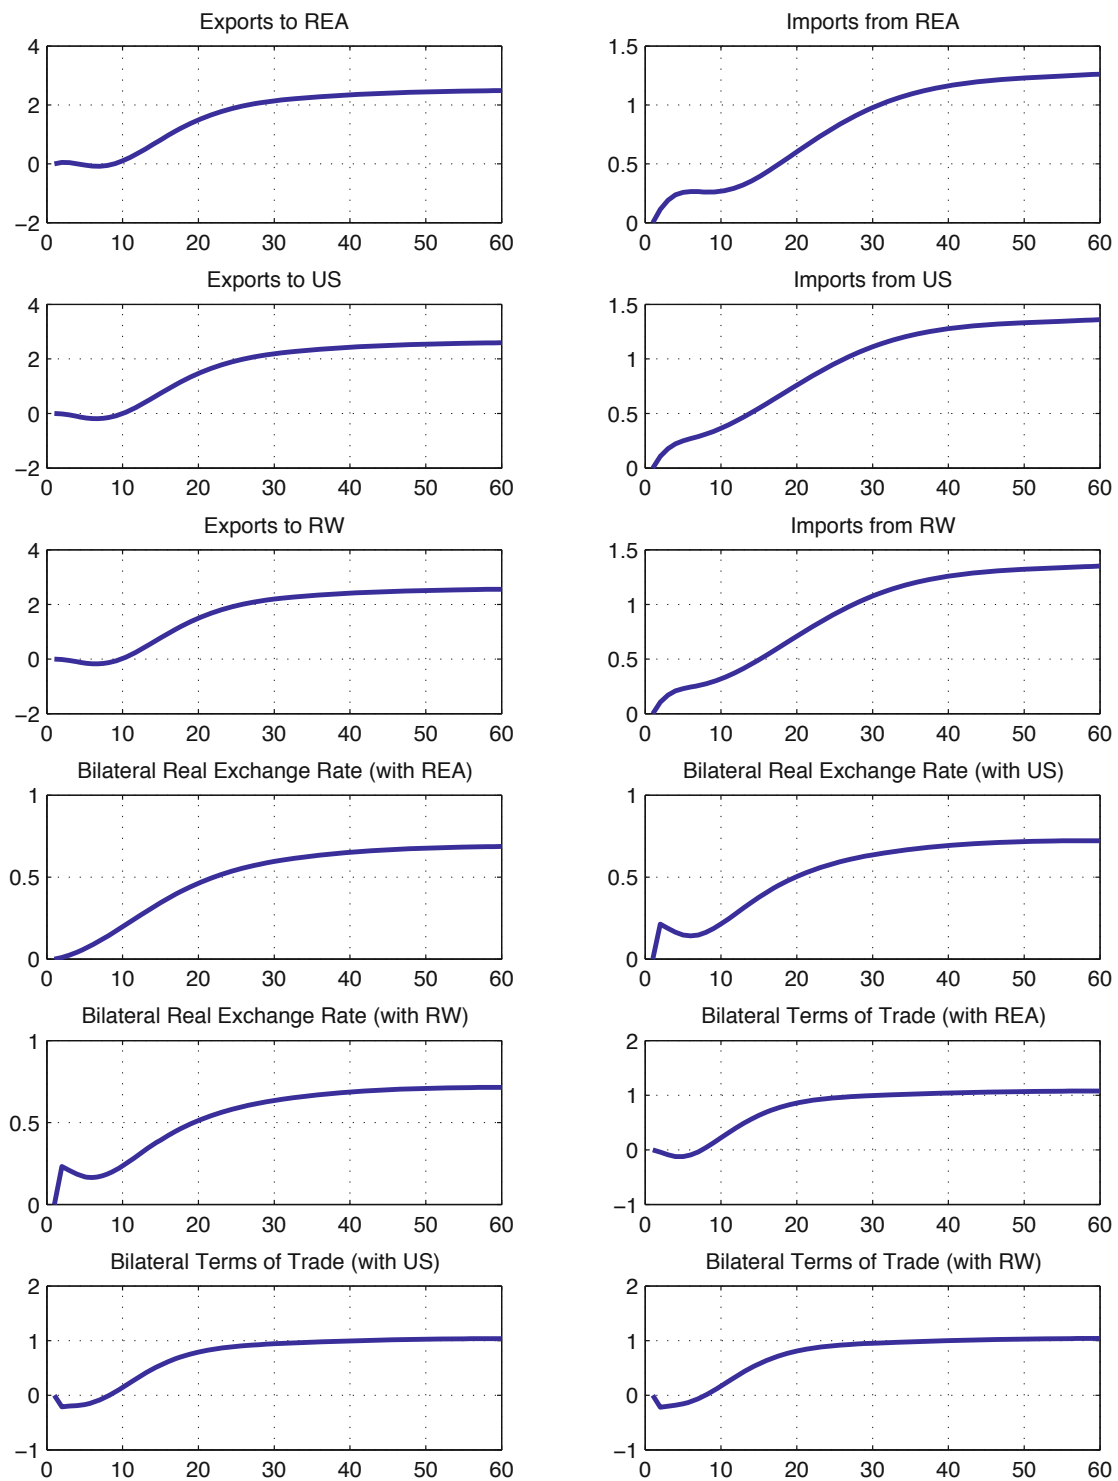 Exports to REA
4
2
0
−2
0 10 20 30 40 50 60
Imports from REA
1.5
1
0.5
0
0 10 20 30 40 50 60
Exports to US
4
2
0
−2
0 10 20 30 40 50 60
Imports from US
1.5
1
0.5
0
0 10 20 30 40 50 60
Exports to RW
4
2
0
−2
0 10 20 30 40 50 60
Imports from RW
1.5
1
0.5
0
0 10 20 30 40 50 60
Bilateral Real Exchange Rate (with REA)
1
0.5
0
0 10 20 30 40 50 60
Bilateral Real Exchange Rate (with US)
1
0.5
0
0 10 20 30 40 50 60
Bilateral Real Exchange Rate (with RW)
1
0.5
0
0 10 20 30 40 50 60
Bilateral Terms of Trade (with REA)
2
1
0
−1
0 10 20 30 40 50 60
Bilateral Terms of Trade (with US)
2
1
0
−1
0 10 20 30 40 50 60
Bilateral Terms of Trade (with RW)
2
1
0
−1
0 10 20 30 40 50 60